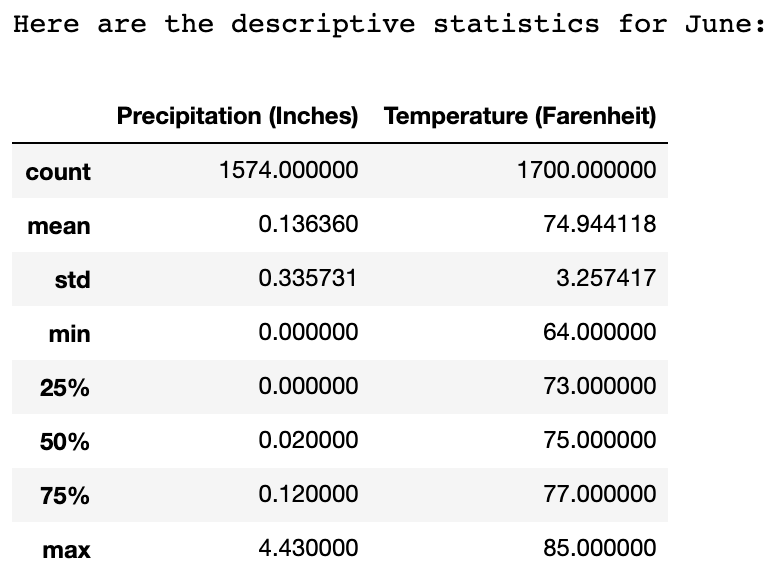 Here are the descriptive statistics for June:
Precipitation (Inches) Temperature (Farenheit)
count 1574.000000 1700.000000
mean 0.136360 74.944118
std 0.335731 3.257417
min 0.000000 64.000000
25% 0.000000 73.000000
50% 0.020000 75.000000
75% 0.120000 77.000000
max 4.430000 85.000000